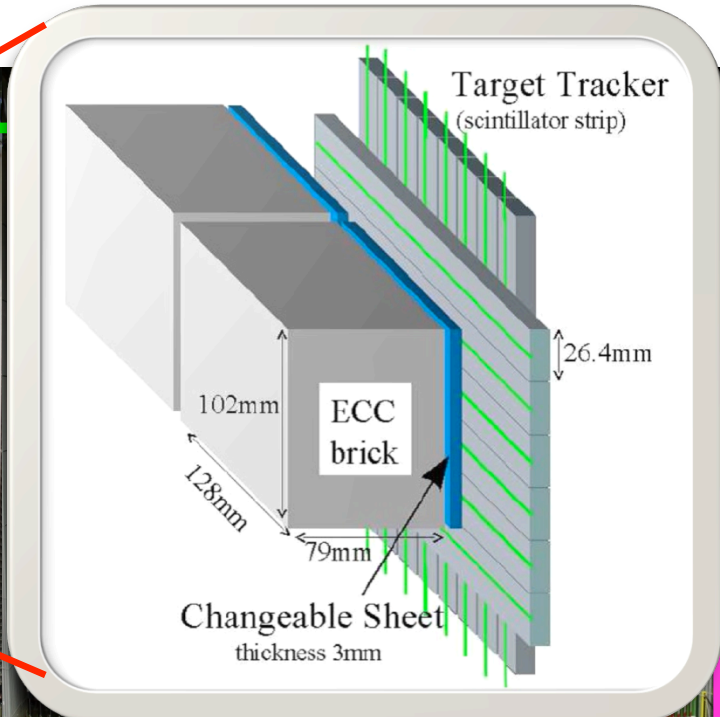 Target Tracker
(scintillator strip)
26.4mm
102mm
ECC
brick
128mm
79mm
Changeable Sheet
thickness 3mm